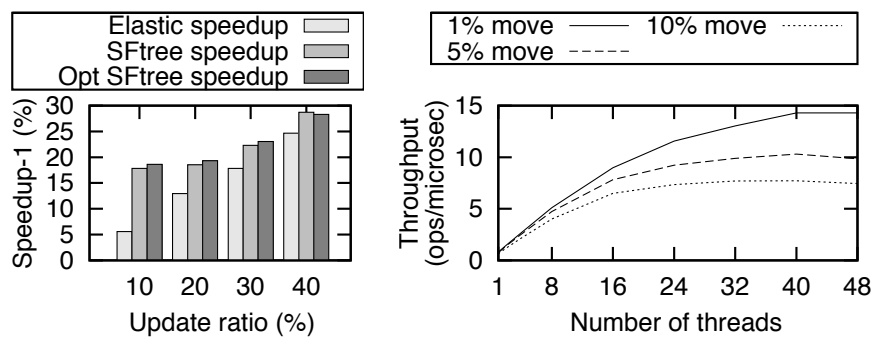 Elastic speedup
SFtree speedup
Opt SFtree speedup
Speedup-1 (%)
30
25
20
15
10
5
0
10 20 30 40
Update ratio (%)
1% move 10% move
5% move
Throughput
(ops/microsec)
15
10
5
0
1 8 16 24 32 40 48
Number of threads